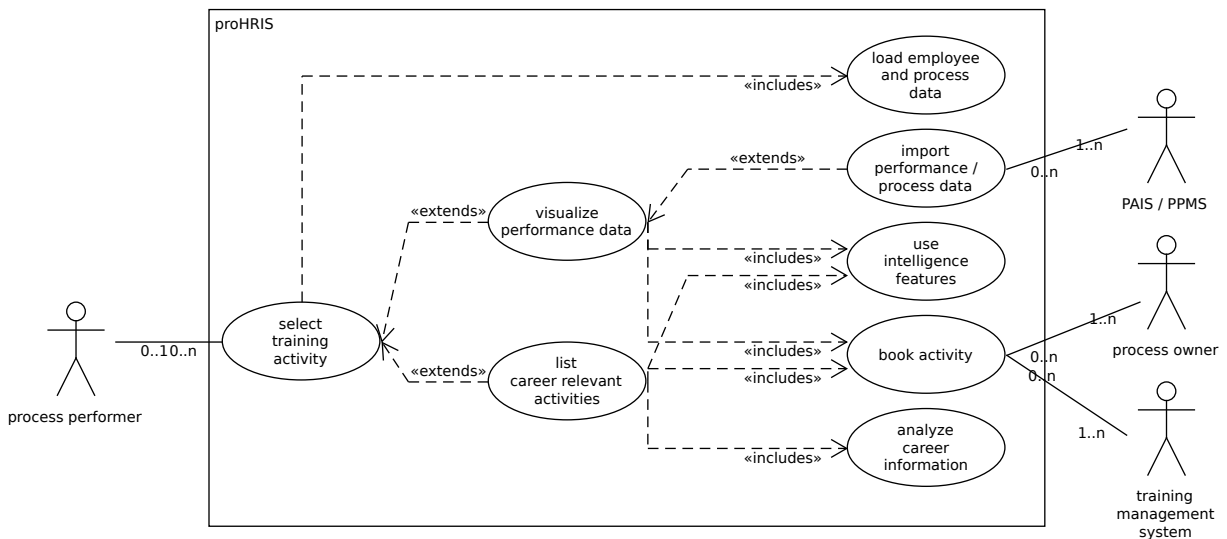 proHRIS
load employee
and process
data
«includes»
«extends»
import
performance /
process data
1..n
0..n
PAIS / PPMS
«extends»
visualize
performance data
use
intelligence
features
«includes»
«includes»
select
training
activity
0..10..n
process performer
«extends»
list
career relevant
activities
«includes»
«includes»
book activity
1..n
0..n
0..n
process owner
1..n
analyze
career
information
«includes»
training
management
system